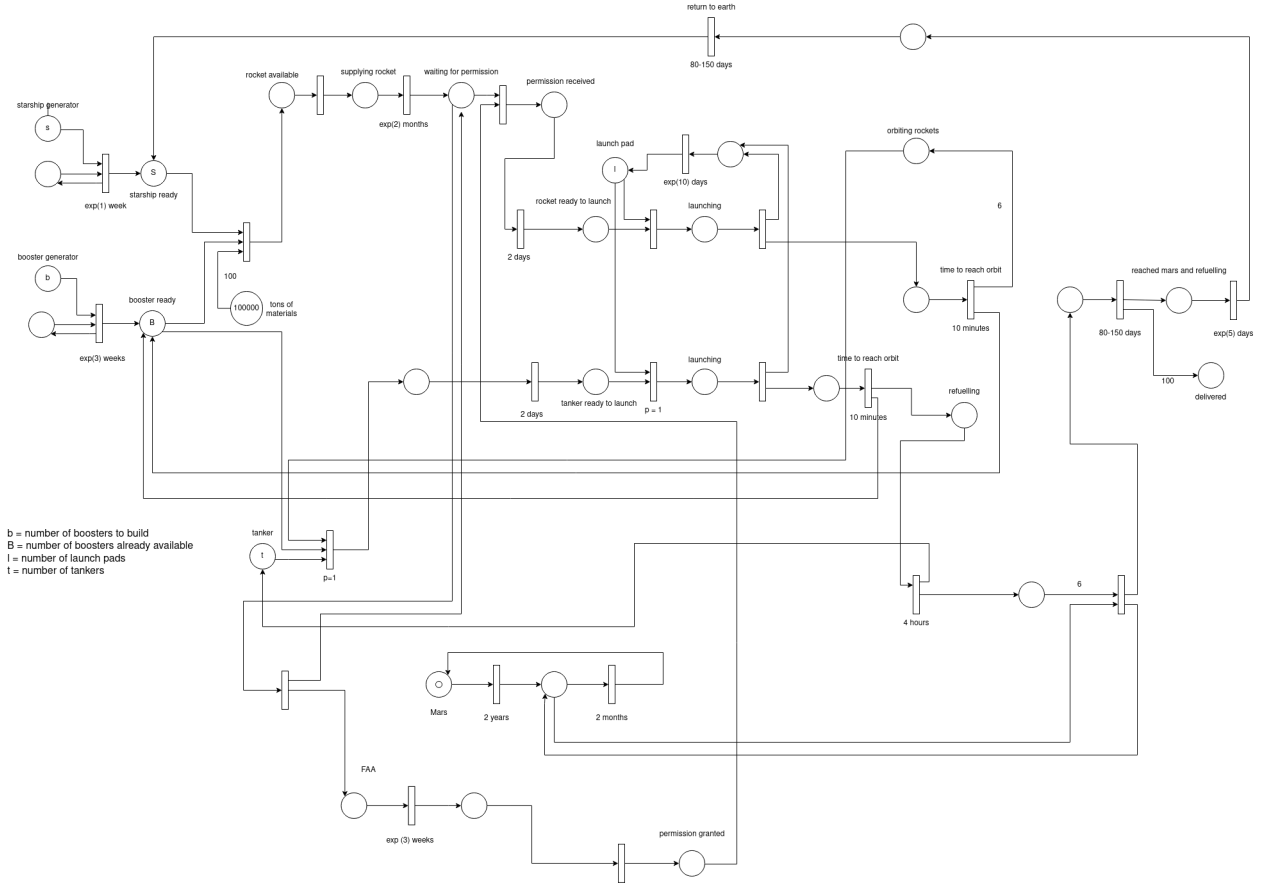 return to earth
80-150 days
rocket available
supplying rocket
waiting for permission
permission received
exp(2) months
starship generator
s
S
starship ready
exp(1) week
launch pad
l
exp(10) days
orbiting rockets
rocket ready to launch
launching
6
2 days
booster generator
b
100
100000
tons of
materials
time to reach orbit
10 minutes
reached mars and refuelling
80-150 days
exp(5) days
booster ready
B
exp(3) weeks
launching
time to reach orbit
2 days
tanker ready to launch
p = 1
10 minutes
refuelling
100
delivered
b = number of boosters to build
B = number of boosters already available
l = number of launch pads
t = number of tankers
tanker
t
p=1
6
4 hours
Mars
2 years
2 months
FAA
exp (3) weeks
permission granted